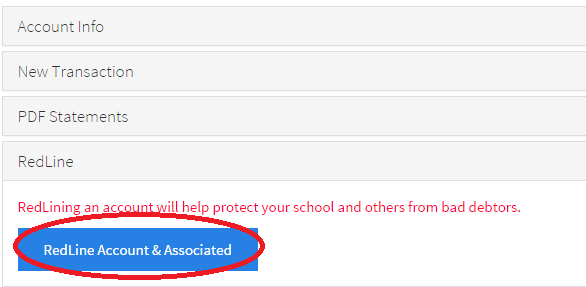 Account Info
New Transaction
PDF Statements
RedLine
RedLining an account will help protect your school and others from bad debtors.
RedLine Account & Associated